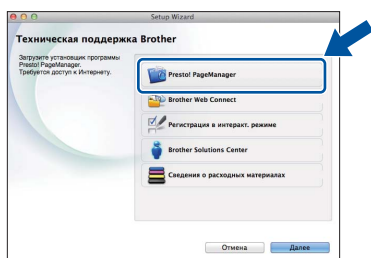 Setup Wizard
Техническая поддержка Brother
Загрузите установщик программы
Presto! PageManager.
Требуется доступ к Интернету.
Presto! PageManager
Brother Web Connect
Регистрация в интеракт. режиме
Brother Solutions Center
Сведения о расходных материалах
Отмена
Далее